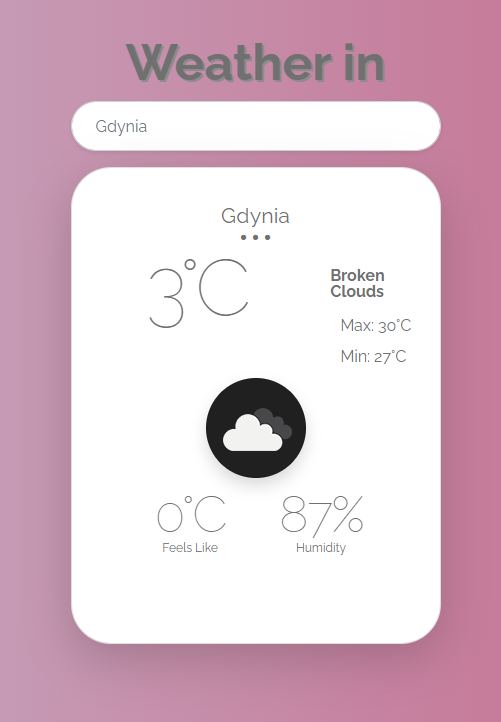 Weather in
Gdynia
Gdynia
3°C
Broken
Clouds
Max: 30°C
Min: 27°C
0°C
87%
Feels Like
Humidity